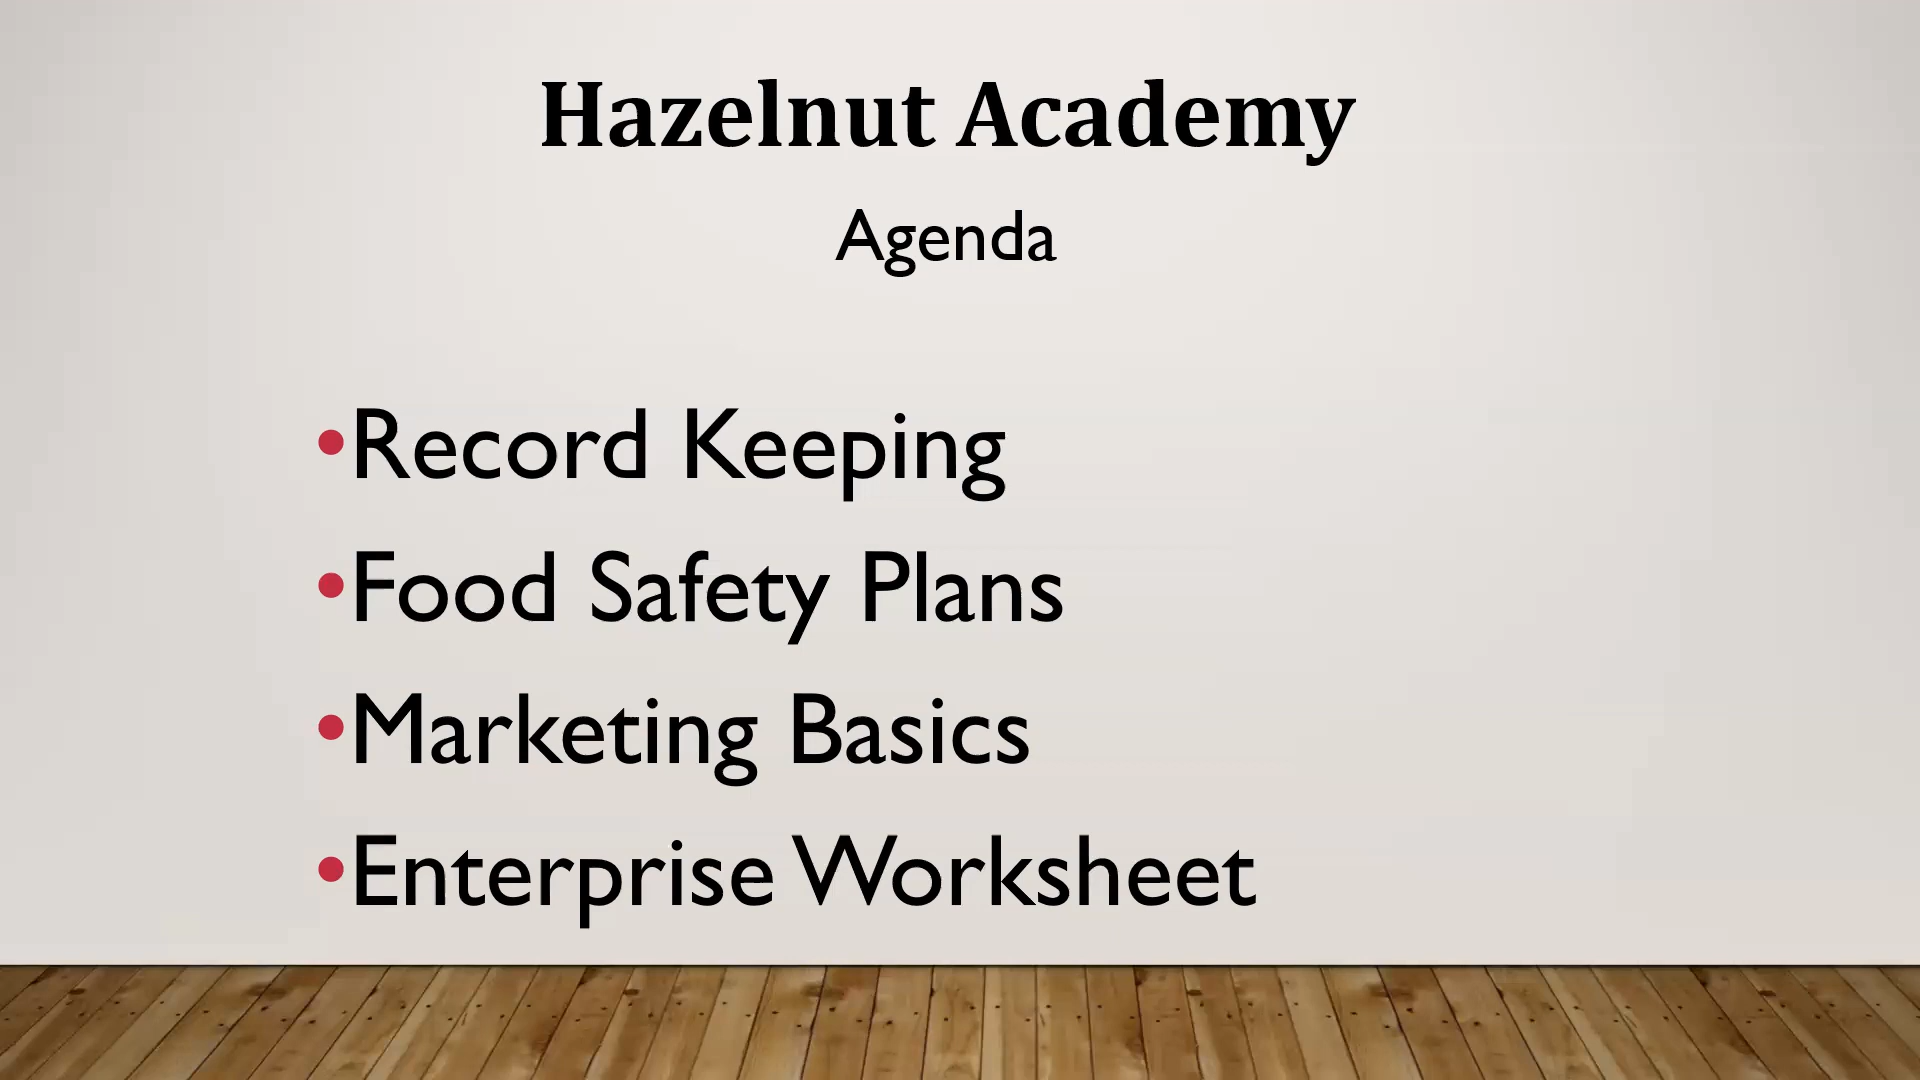 Hazelnut Academy
Agenda
•Record Keeping
•Food Safety Plans
•Marketing Basics
•Enterprise Worksheet